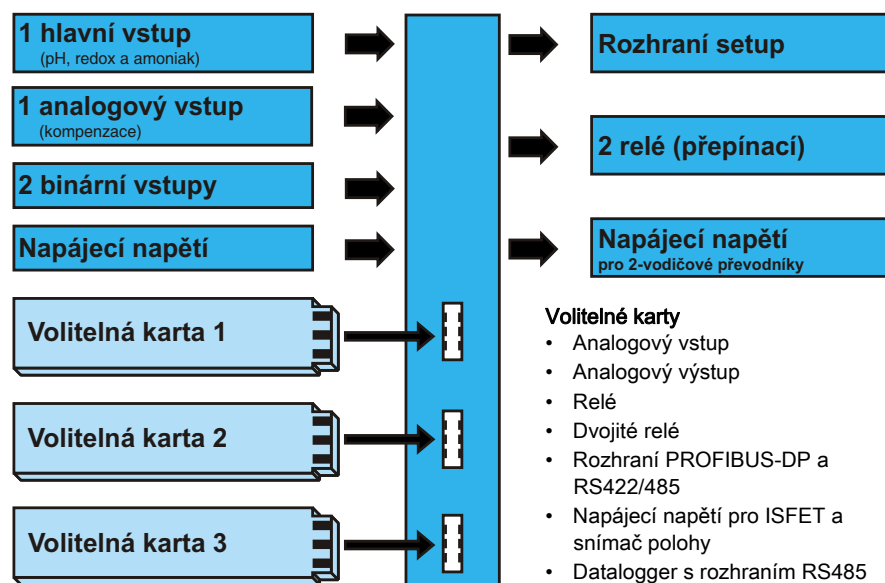 1 hlavní vstup
(pH, redox a amoniak)
1 analogový vstup
(kompenzace)
2 binární vstupy
Napájecí napětí
Rozhraní setup
2 relé (přepínací)
Napájecí napětí
pro 2-vodičové převodníky
Volitelná karta 1
Volitelná karta 2
Volitelná karta 3
Volitelné karty
• Analogový vstup
• Analogový výstup
• Relé
• Dvojité relé
• Rozhraní PROFIBUS-DP a
RS422/485
• Napájecí napětí pro ISFET a
snímač polohy
• Datalogger s rozhraním RS485